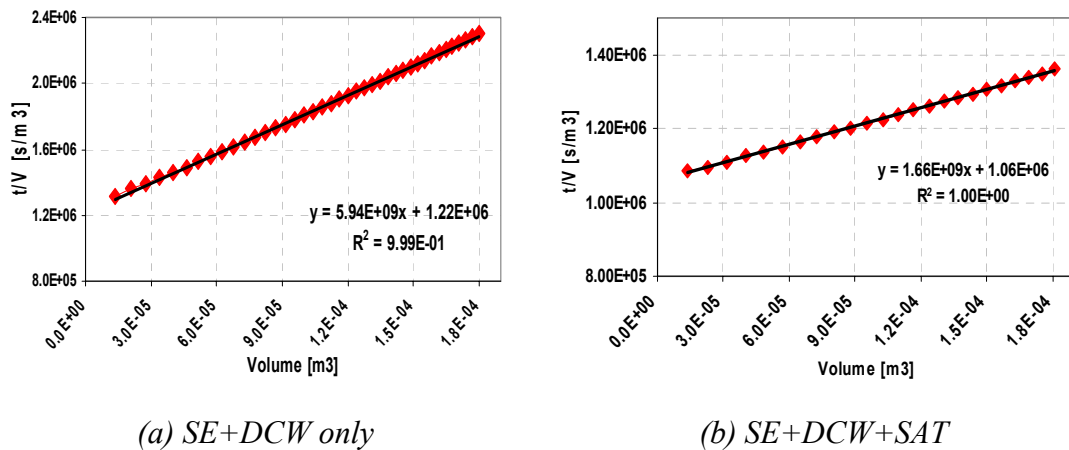 2.4E+06
2.0E+06
1.6E+06
1.2E+06
8.0E+05
t/V [s/m 3]
y = 5.94E+09x + 1.22E+06
R2 = 9.99E-01
0.0E+00
3.0E-05
6.0E-05
9.0E-05
1.2E-04
1.5E-04
1.8E-04
Volume [m3]
(a) SE+DCW only
1.40E+06
1.20E+06
1.00E+06
8.00E+05
t/V [s/m 3]
y = 1.66E+09x + 1.06E+06
R2 = 1.00E+00
0.0E+00
3.0E-05
6.0E-05
9.0E-05
1.2E-04
1.5E-04
1.8E-04
Volume [m3]
(b) SE+DCW+SAT